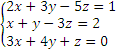 2x + 3y − 5z = 1
x + y − 3z = 2
3x + 4y + z = 0